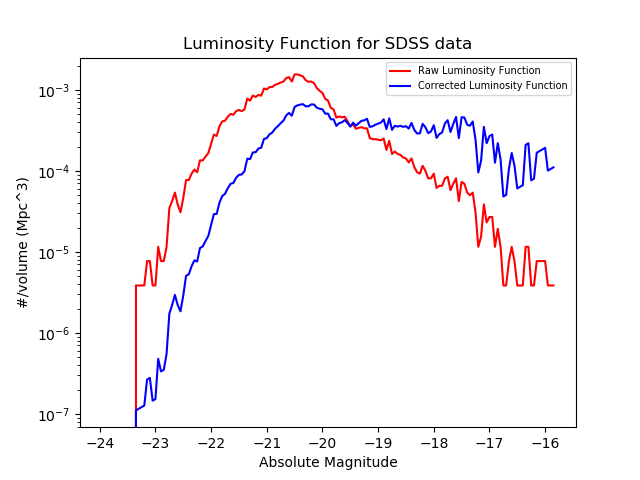 Luminosity Function for SDSS data
Raw Luminosity Function
Corrected Luminosity Function
#/volume (Mpc^3)
10⁻³
10⁻⁴
10⁻⁵
10⁻⁶
10⁻⁷
−24 −23 −22 −21 −20 −19 −18 −17 −16
Absolute Magnitude